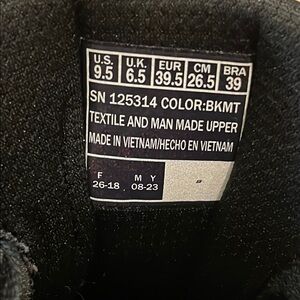 U.S. U.K. EUR CM BRA
9.5 6.5 39.5 26.5 39
SN 125314 COLOR:BKMT
TEXTILE AND MAN MADE UPPER
MADE IN VIETNAM/HECHO EN VIETNAM
F M Y
26-18 08-23